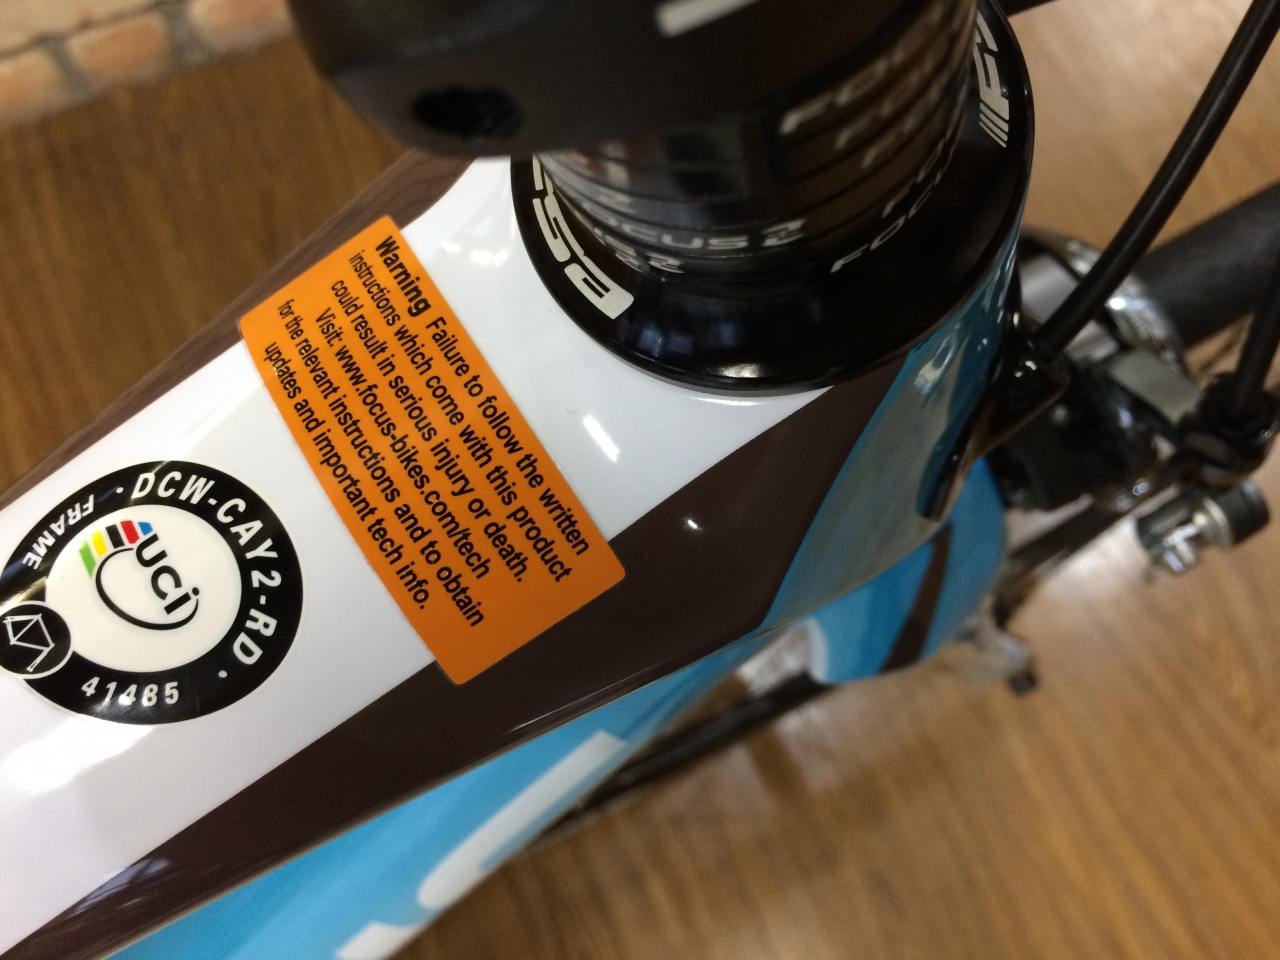 Warning Failure to follow the written
instructions which come with this product
could result in serious injury or death.
Visit: www.focus-bikes.com/tech
for the relevant instructions and to obtain
updates and important tech info.
· DCW-CAY2-RD ·
FRAME
UCi
41485
FSA
FOCUS
FOCUS